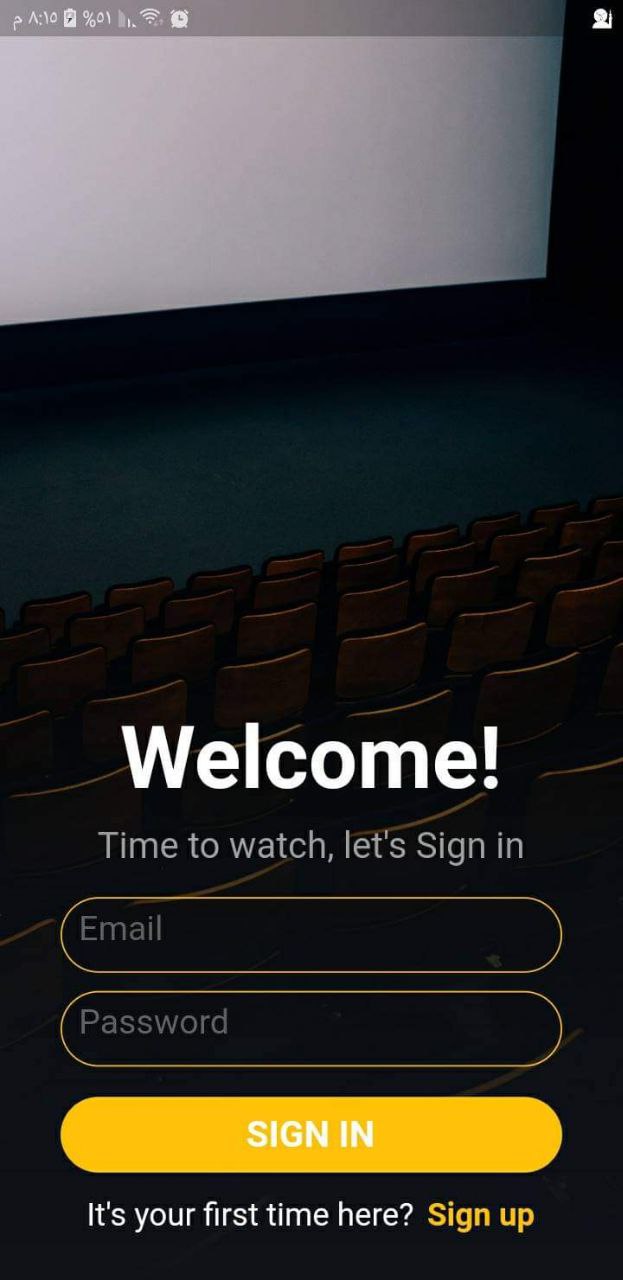 م ٨:١٥ %٥١
Welcome!
Time to watch, let's Sign in
Email
Password
SIGN IN
It's your first time here? Sign up